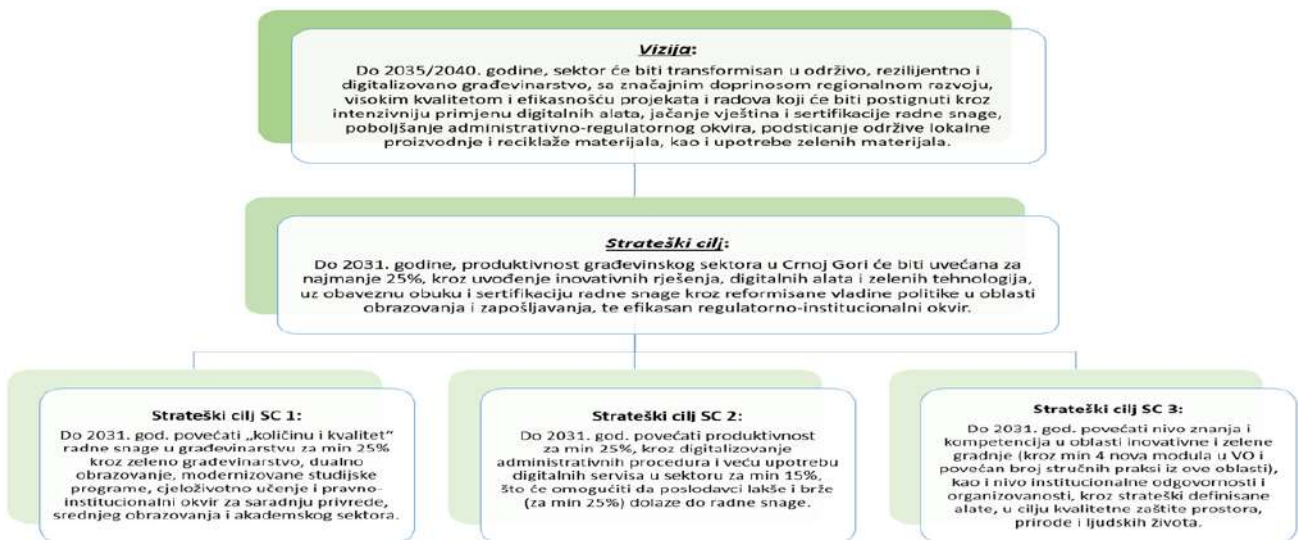 Vizija:
Do 2035/2040. godine, sektor će biti transformisan u održivo, rezilijentno i
digitalizovano građevinarstvo, sa značajnim doprinosom regionalnom razvoju,
visokim kvalitetom i efikasnošću projekata i radova koji će biti postignuti kroz
intenzivniju primjenu digitalnih alata, jačanje vještina i sertifikacije radne snage,
poboljšanje administrativno-regulatornog okvira, podsticanje održive lokalne
proizvodnje i reciklaže materijala, kao i upotrebe zelenih materijala.
Strateški cilj:
Do 2031. godine, produktivnost građevinskog sektora u Crnoj Gori će biti uvećana za
najmanje 25%, kroz uvođenje inovativnih rješenja, digitalnih alata i zelenih tehnologija,
uz obaveznu obuku i sertifikaciju radne snage kroz reformisane vladine politike u oblasti
obrazovanja i zapošljavanja, te efikasan regulatorno-institucionalni okvir.
Strateški cilj SC 1:
Do 2031. god. povećati „količinu i kvalitet“
radne snage u građevinarstvu za min 25%
kroz zeleno građevinarstvo, dualno
obrazovanje, modernizovane studijske
programe, cjeloživotno učenje i pravno-
institucionalni okvir za saradnju privrede,
srednjeg obrazovanja i akademskog sektora.
Strateški cilj SC 2:
Do 2031. god. povećati produktivnost
za min 25%, kroz digitalizovanje
administrativnih procedura i veću upotrebu
digitalnih servisa u sektoru za min 15%,
što će omogućiti da poslodavci lakše i brže
(za min 25%) dolaze do radne snage.
Strateški cilj SC 3:
Do 2031. god. povećati nivo znanja i
kompetencija u oblasti inovativne i zelene
gradnje (kroz min 4 nova modula u VO i
povećan broj stručnih praksi iz ove oblasti),
kao i nivo institucionalne odgovornosti i
organizovanosti, kroz strateški definisane
alate, u cilju kvalitetne zaštite prostora,
prirode i ljudskih života.